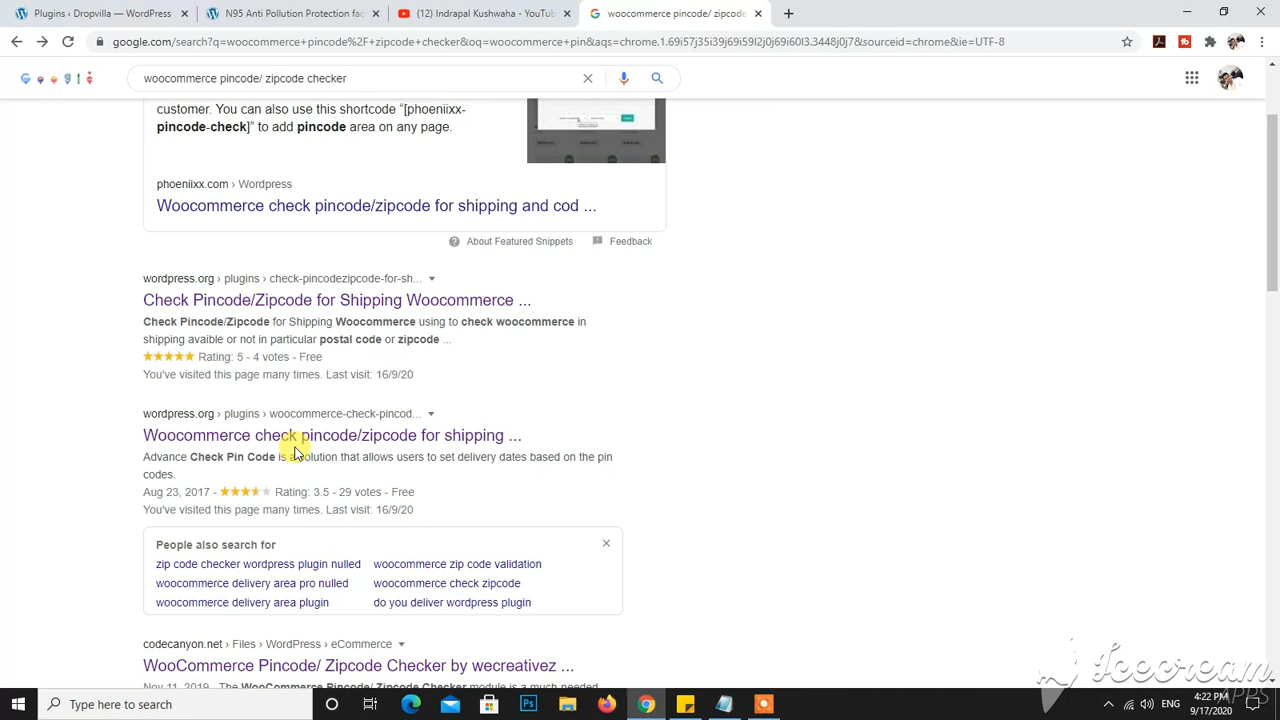 Plugins ‹ Dropvilla — WordPress
N95 Anti Pollution Protection fac
(12) Indrapal Kushwaha - YouTub
woocommerce pincode/ zipcode
google.com/search?q=woocommerce+pincode%2F+zipcode+checker&oq=woocommerce+pin&aqs=chrome.1.69i57j35i39j69i59l2j0j69i60l3.3448j0j7&sourceid=chrome&ie=UTF-8
woocommerce pincode/ zipcode checker
customer. You can also use this shortcode “[phoeniixx-
pincode-check]” to add pincode area on any page.
phoeniixx.com › Wordpress
Woocommerce check pincode/zipcode for shipping and cod ...
About Featured Snippets
Feedback
wordpress.org › plugins › check-pincodezipcode-for-sh...
Check Pincode/Zipcode for Shipping Woocommerce ...
Check Pincode/Zipcode for Shipping Woocommerce using to check woocommerce in
shipping avaible or not in particular postal code or zipcode ...
Rating: 5 - 4 votes - Free
You've visited this page many times. Last visit: 16/9/20
wordpress.org › plugins › woocommerce-check-pincod...
Woocommerce check pincode/zipcode for shipping ...
Advance Check Pin Code is a solution that allows users to set delivery dates based on the pin
codes.
Aug 23, 2017 - Rating: 3.5 - 29 votes - Free
You've visited this page many times. Last visit: 16/9/20
People also search for
zip code checker wordpress plugin nulled
woocommerce zip code validation
woocommerce delivery area pro nulled
woocommerce check zipcode
woocommerce delivery area plugin
do you deliver wordpress plugin
codecanyon.net › Files › WordPress › eCommerce
WooCommerce Pincode/ Zipcode Checker by wecreativez ...
Nov 11, 2019 - The WooCommerce Pincode/ Zipcode Checker module is a much needed
Icecream
APPS
Type here to search
ENG
4:22 PM
9/17/2020